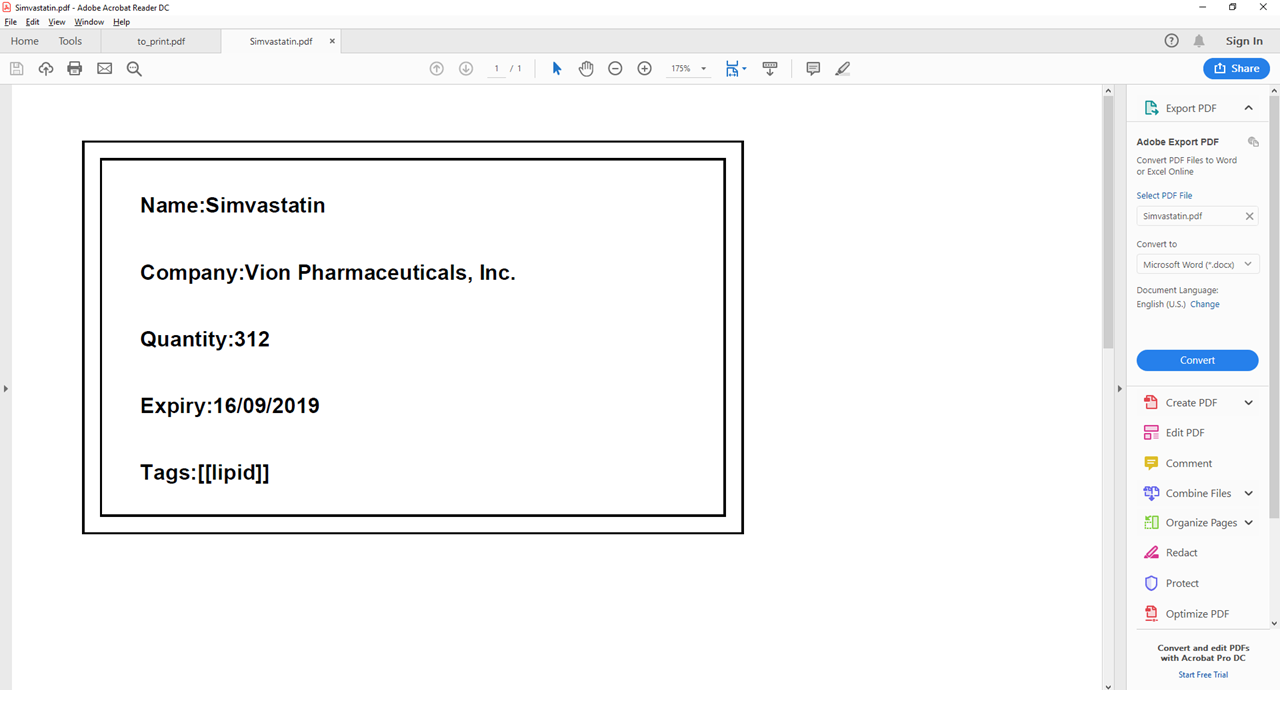 Simvastatin.pdf - Adobe Acrobat Reader DC
File Edit View Window Help
Home Tools to_print.pdf Simvastatin.pdf × Sign In
1 / 1 175% Share
Name:Simvastatin
Company:Vion Pharmaceuticals, Inc.
Quantity:312
Expiry:16/09/2019
Tags:[[lipid]]
Export PDF
Adobe Export PDF
Convert PDF Files to Word
or Excel Online
Select PDF File
Simvastatin.pdf
Convert to
Microsoft Word (*.docx)
Document Language:
English (U.S.) Change
Convert
Create PDF
Edit PDF
Comment
Combine Files
Organize Pages
Redact
Protect
Optimize PDF
Convert and edit PDFs
with Acrobat Pro DC
Start Free Trial